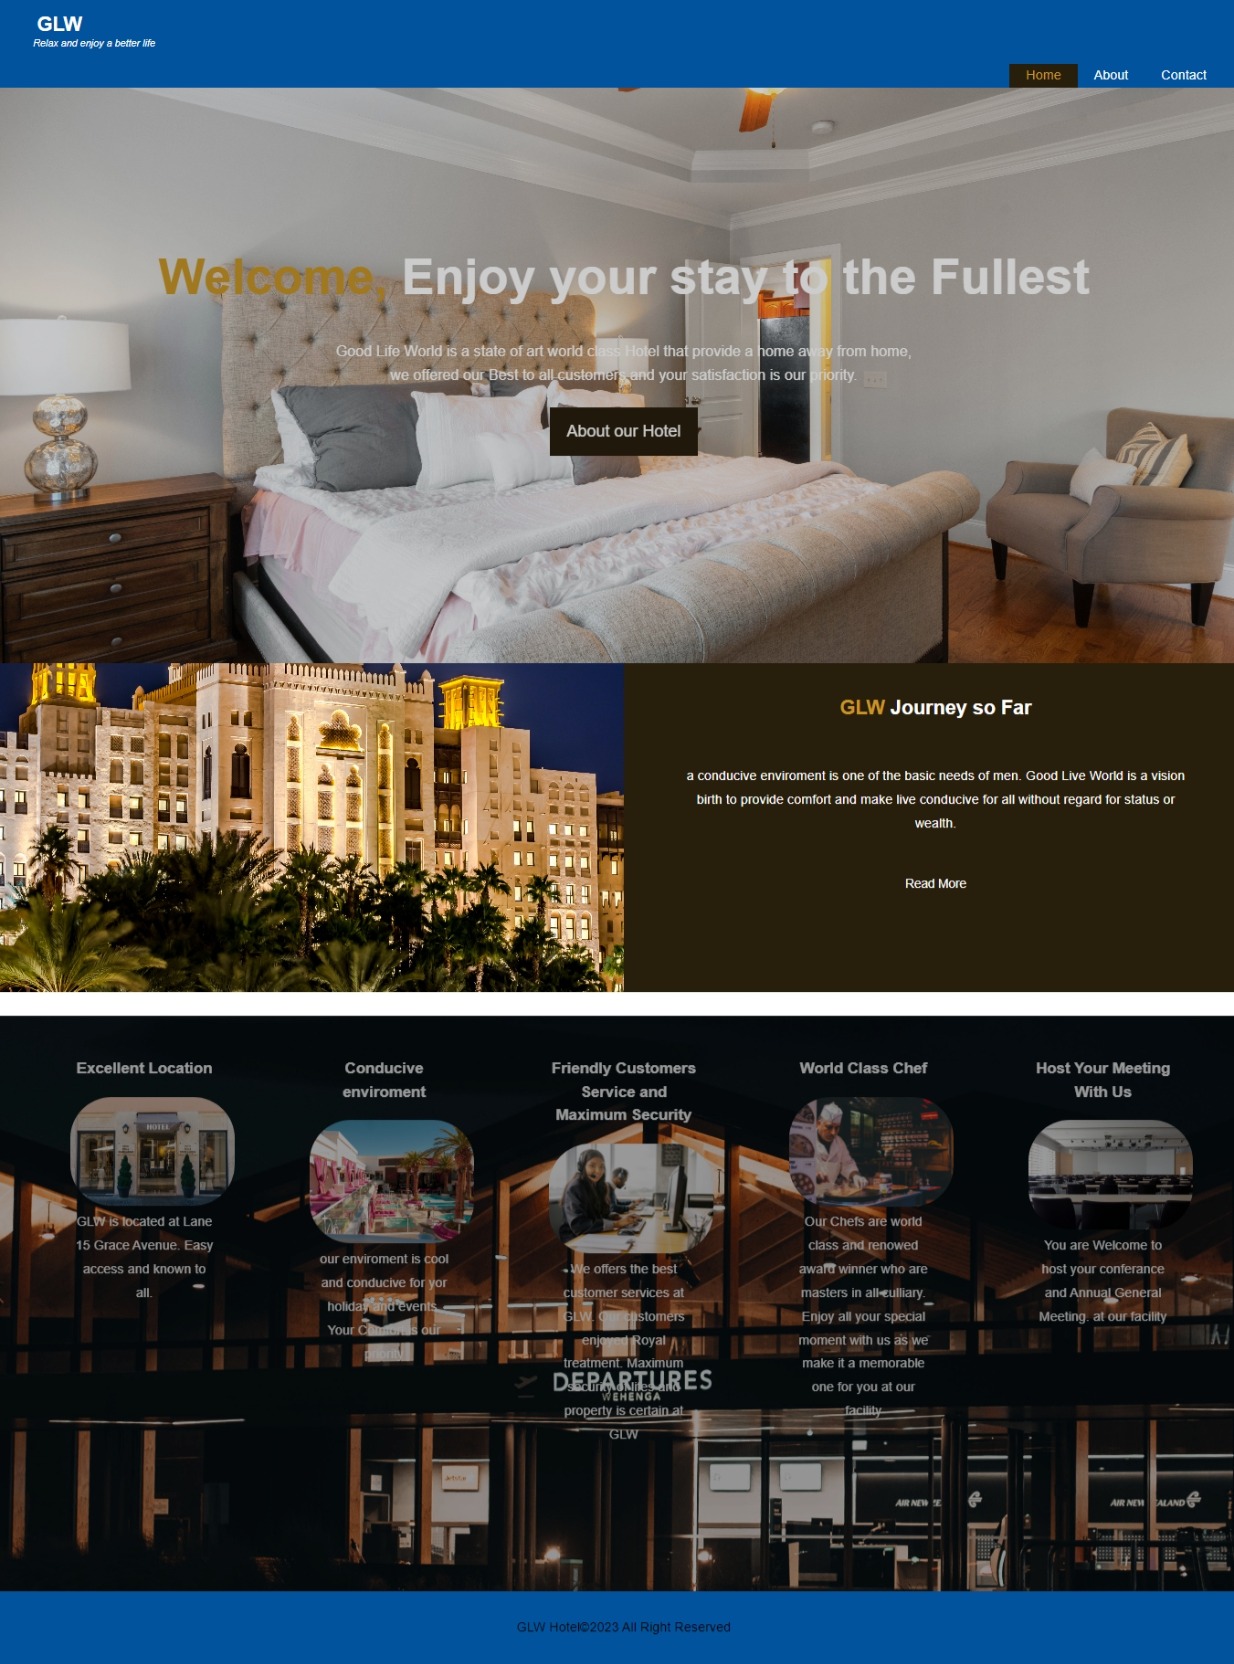 GLW
Relax and enjoy a better life
Home
About
Contact
Welcome, Enjoy your stay to the Fullest
Good Life World is a state of art world class Hotel that provide a home away from home,
we offered our Best to all customers and your satisfaction is our priority.
About our Hotel
GLW Journey so Far
a conducive enviroment is one of the basic needs of men. Good Live World is a vision
birth to provide comfort and make live conducive for all without regard for status or
wealth.
Read More
Excellent Location
HOTEL
GLW is located at Lane
15 Grace Avenue. Easy
access and known to
all.
Conducive
enviroment
our enviroment is cool
and conducive for yor
holiday and events.
Your Comfort is our
priority
Friendly Customers
Service and
Maximum Security
We offers the best
customer services at
GLW. Our customers
enjoyed Royal
treatment. Maximum
security of lifes and
property is certain at
GLW
World Class Chef
Our Chefs are world
class and renowed
award winner who are
masters in all culliary.
Enjoy all your special
moment with us as we
make it a memorable
one for you at our
facility
Host Your Meeting
With Us
You are Welcome to
host your conferance
and Annual General
Meeting. at our facility
DEPARTURES
WEHENGA
AIR NEW ZEALAND
AIR NEW ZEALAND
GLW Hotel©2023 All Right Reserved